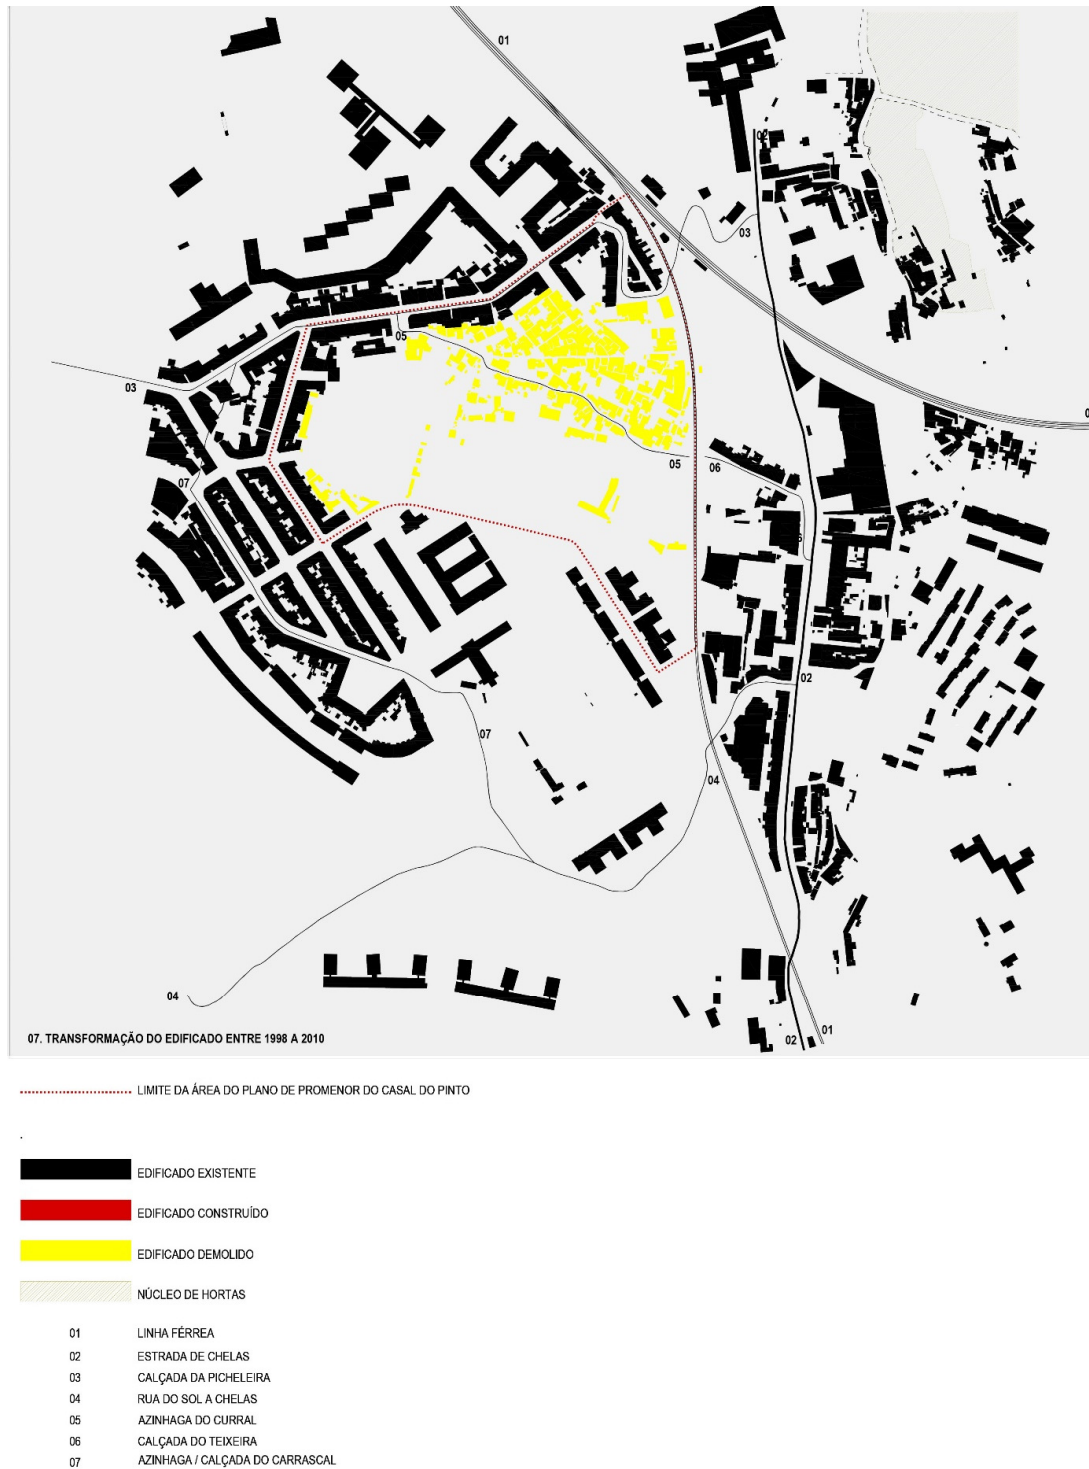 01
02
03
05
03
0
07
05
06
02
07
04
04
07. TRANSFORMAÇÃO DO EDIFICADO ENTRE 1998 A 2010
01
02
LIMITE DA ÁREA DO PLANO DE PROMENOR DO CASAL DO PINTO
EDIFICADO EXISTENTE
EDIFICADO CONSTRUÍDO
EDIFICADO DEMOLIDO
NÚCLEO DE HORTAS
01 LINHA FÉRREA
02 ESTRADA DE CHELAS
03 CALÇADA DA PICHELEIRA
04 RUA DO SOL A CHELAS
05 AZINHAGA DO CURRAL
06 CALÇADA DO TEIXEIRA
07 AZINHAGA / CALÇADA DO CARRASCAL